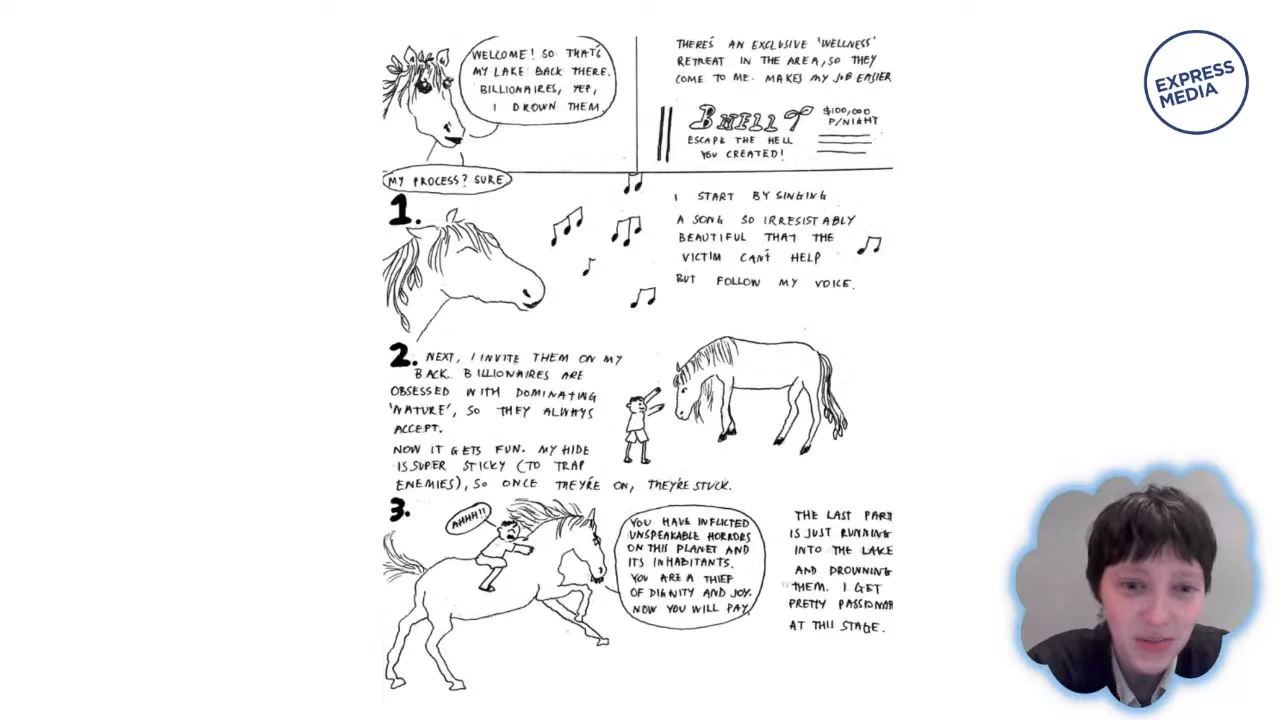 WELCOME! SO THAT'S
MY LAKE BACK THERE.
BILLIONAIRES, YEP,
I DROWN THEM.
THERE'S AN EXCLUSIVE 'WELLNESS'
RETREAT IN THE AREA, SO THEY
COME TO ME. MAKES MY JOB EASIER
BWELL
$100,000
P/NIGHT
ESCAPE THE HELL
YOU CREATED!
MY PROCESS? SURE
1.
I START BY SINGING
A SONG SO IRRESISTABLY
BEAUTIFUL THAT THE
VICTIM CAN'T HELP
BUT FOLLOW MY VOICE.
2. NEXT, I INVITE THEM ON MY
BACK. BILLIONAIRES ARE
OBSESSED WITH DOMINATING
'NATURE', SO THEY ALWAYS
ACCEPT.
NOW IT GETS FUN. MY HIDE
IS SUPER STICKY (TO TRAP
ENEMIES), SO ONCE THEY'RE ON, THEY'RE STUCK.
3.
AHHH!!
YOU HAVE INFLICTED
UNSPEAKABLE HORRORS
ON THIS PLANET AND
ITS INHABITANTS.
YOU ARE A THIEF
OF DIGNITY AND JOY.
NOW YOU WILL PAY.
THE LAST PART
IS JUST RUNNING
INTO THE LAKE
AND DROWNING
THEM. I GET
PRETTY PASSIONA
AT THIS STAGE.
EXPRESS
MEDIA